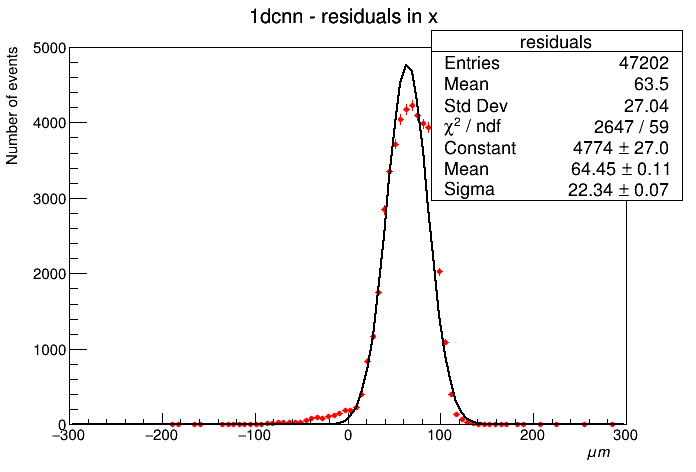 1dcnn - residuals in x
residuals
Entries 47202
Mean 63.5
Std Dev 27.04
χ² / ndf 2647 / 59
Constant 4774 ± 27.0
Mean 64.45 ± 0.11
Sigma 22.34 ± 0.07
Number of events
5000
4000
3000
2000
1000
0
−300 −200 −100 0 100 200 300
μm